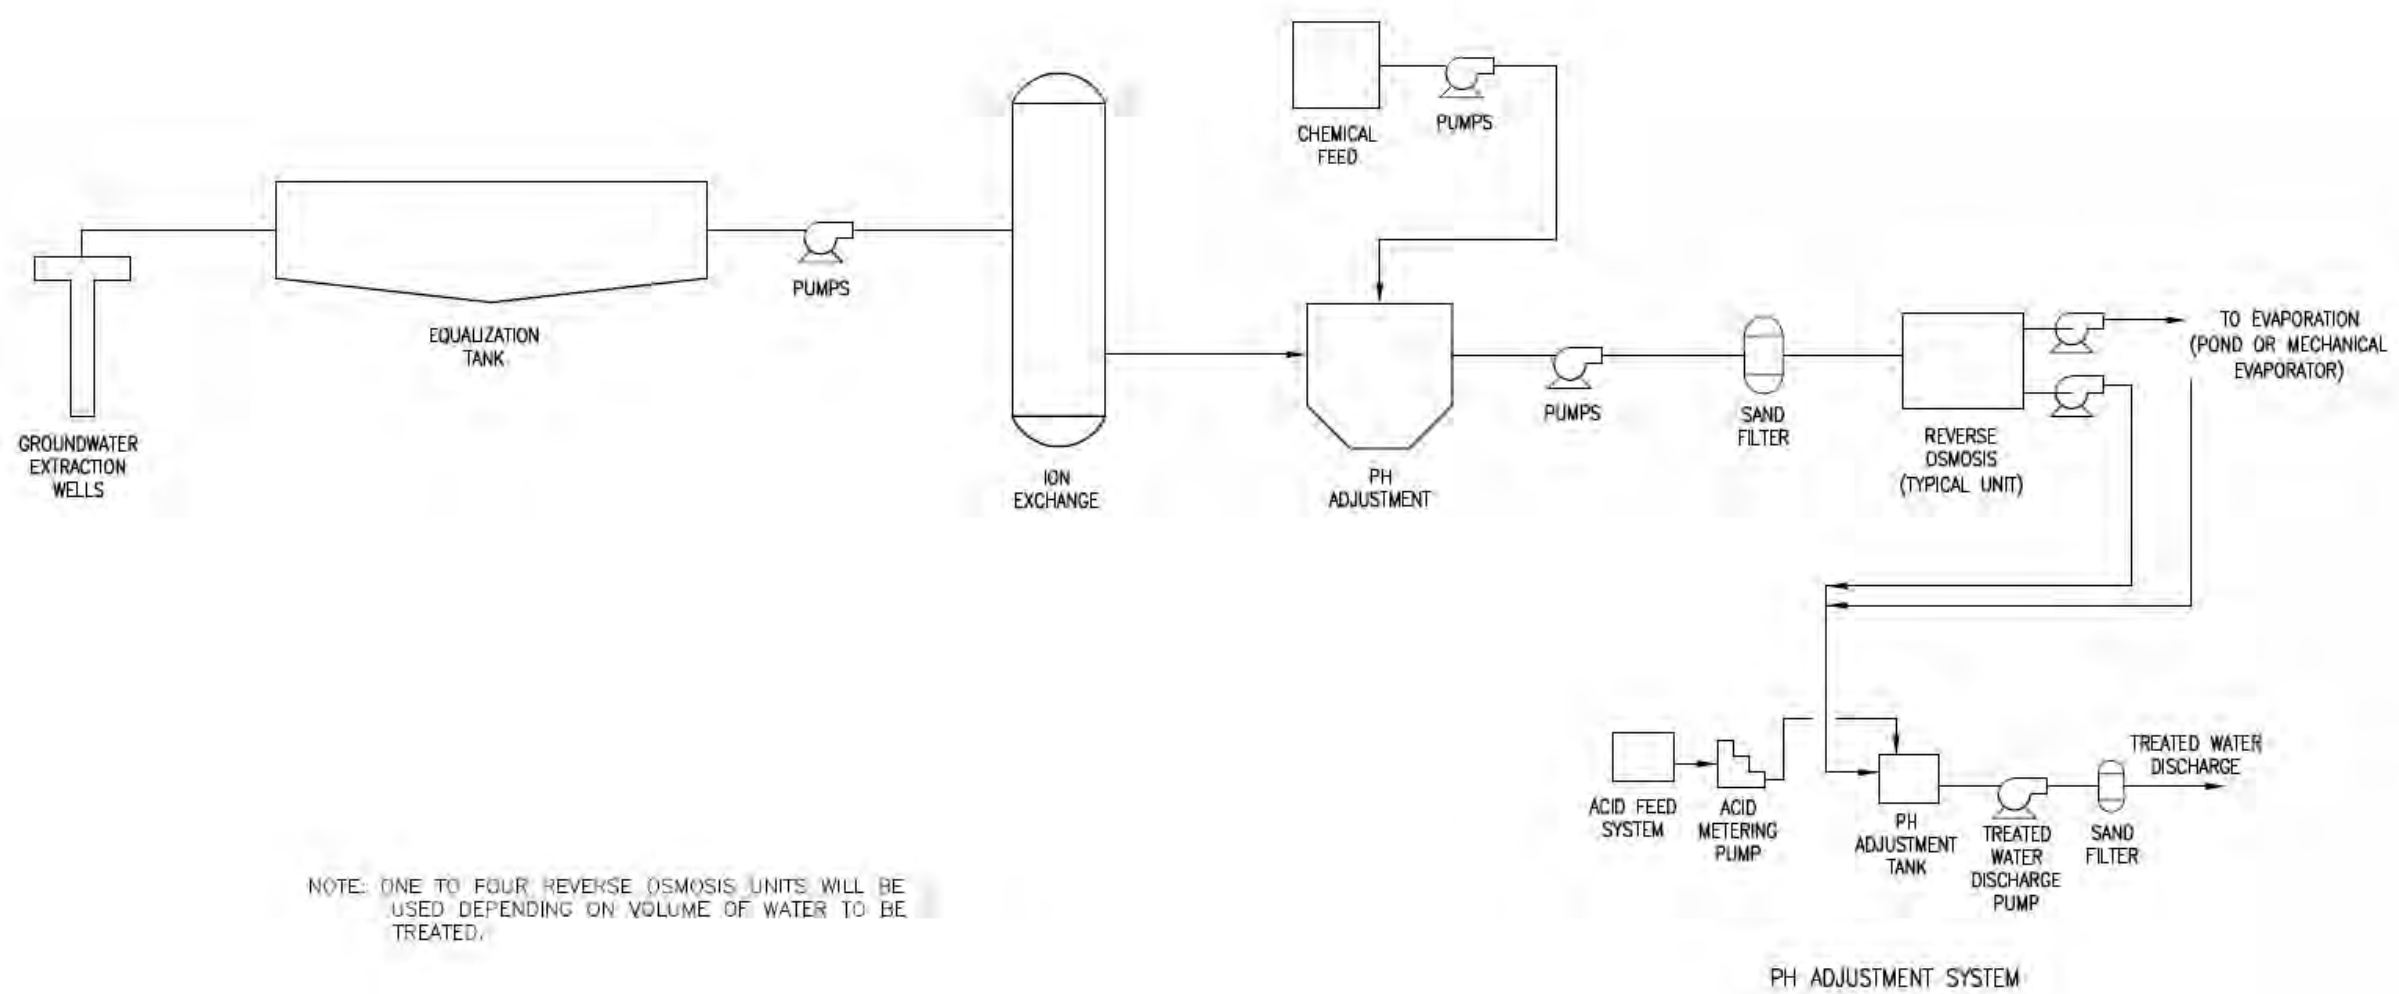 CHEMICAL
FEED
PUMPS
PUMPS
EQUALIZATION
TANK
GROUNDWATER
EXTRACTION
WELLS
ION
EXCHANGE
PH
ADJUSTMENT
PUMPS
SAND
FILTER
REVERSE
OSMOSIS
(TYPICAL UNIT)
TO EVAPORATION
(POND OR MECHANICAL
EVAPORATOR)
ACID FEED
SYSTEM
ACID
METERING
PUMP
PH
ADJUSTMENT
TANK
TREATED
WATER
DISCHARGE
PUMP
SAND
FILTER
TREATED WATER
DISCHARGE
NOTE: ONE TO FOUR REVERSE OSMOSIS UNITS WILL BE
USED DEPENDING ON VOLUME OF WATER TO BE
TREATED.
PH ADJUSTMENT SYSTEM